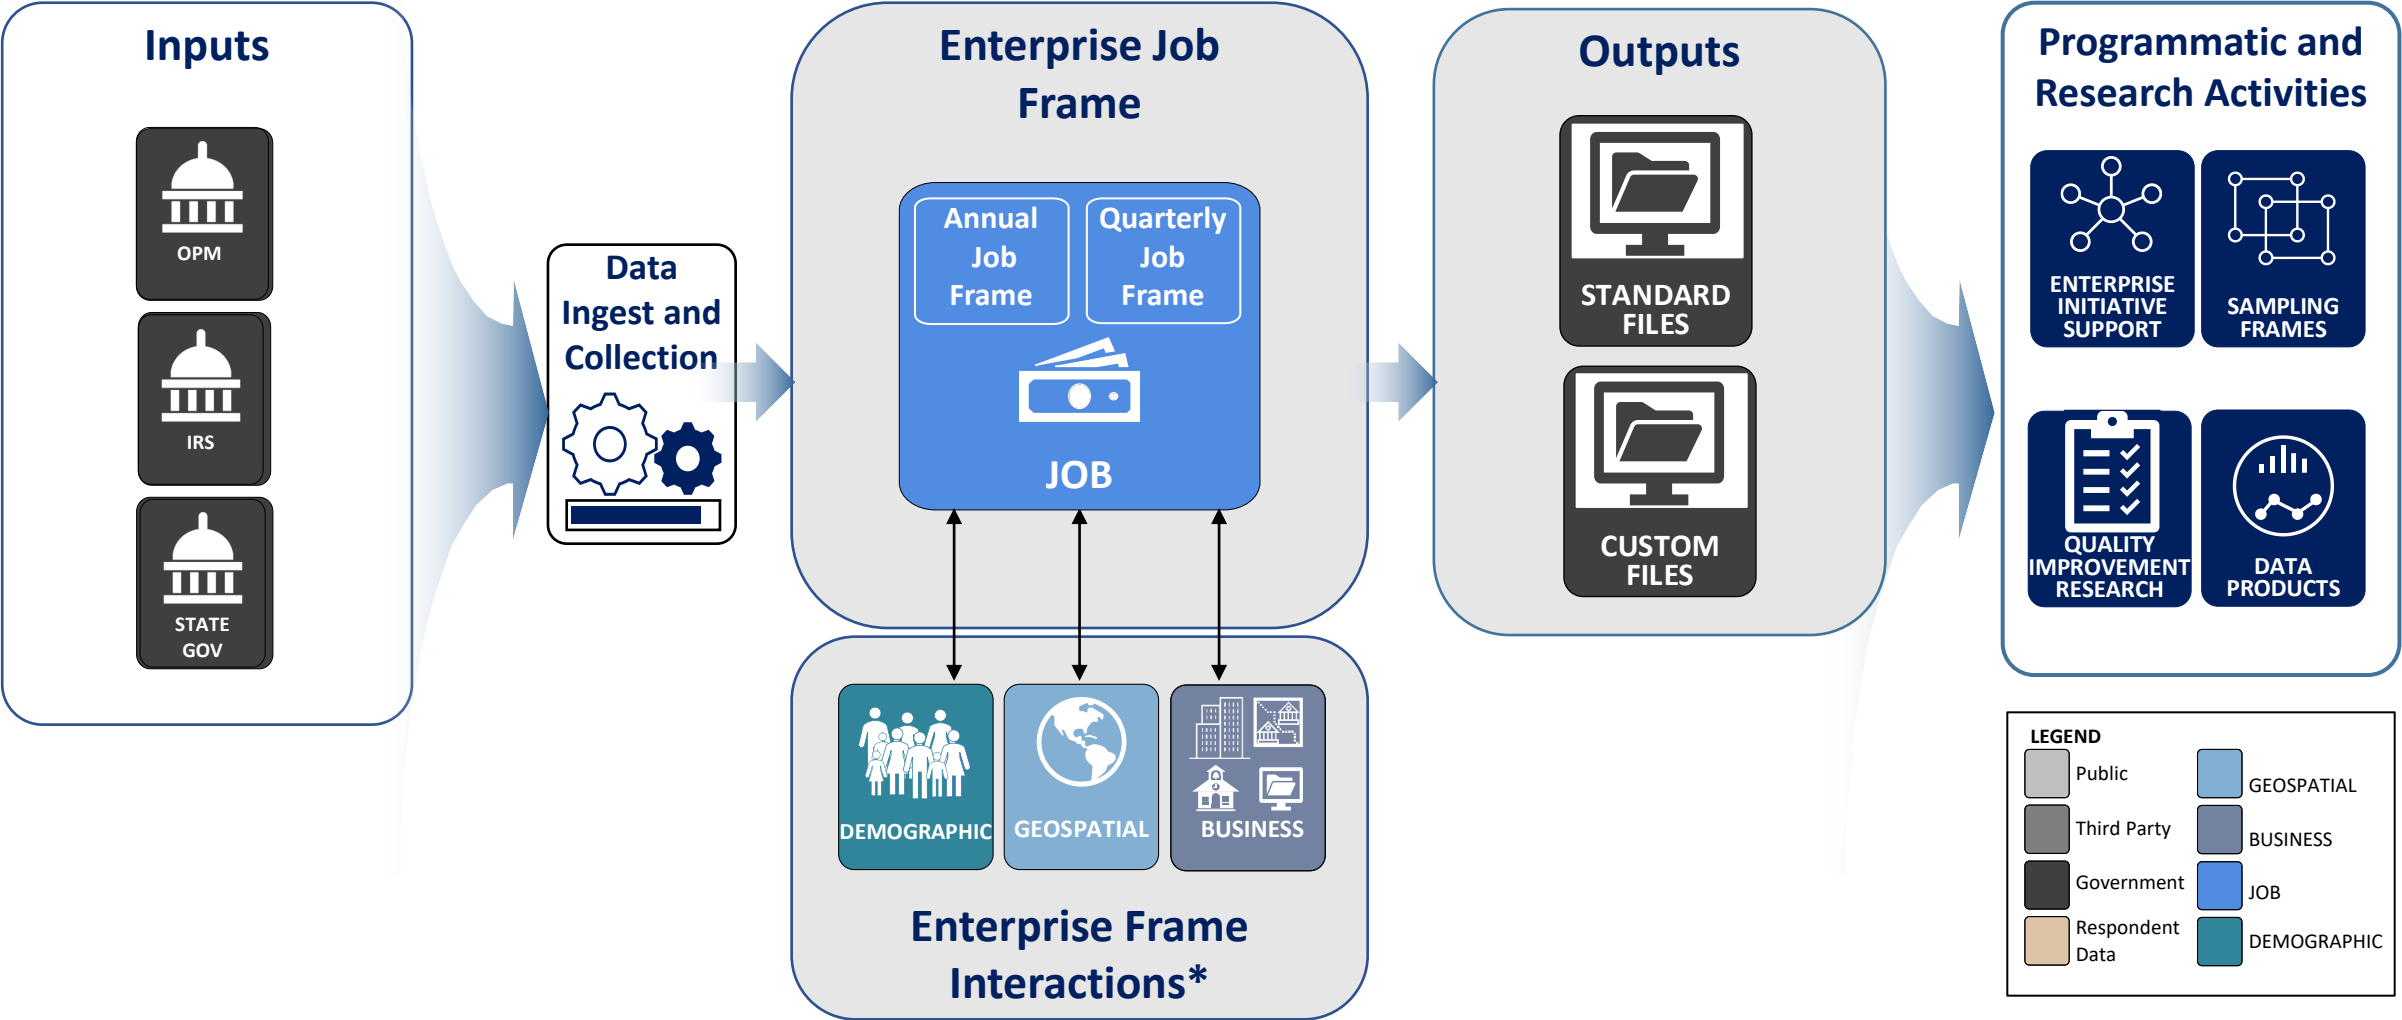 Inputs
OPM
IRS
STATE
GOV
Data
Ingest and
Collection
Enterprise Job
Frame
Annual
Job
Frame
Quarterly
Job
Frame
JOB
DEMOGRAPHIC
GEOSPATIAL
BUSINESS
Enterprise Frame
Interactions*
Outputs
STANDARD
FILES
CUSTOM
FILES
Programmatic and
Research Activities
ENTERPRISE
INITIATIVE
SUPPORT
SAMPLING
FRAMES
QUALITY
IMPROVEMENT
RESEARCH
DATA
PRODUCTS
LEGEND
Public
Third Party
Government
Respondent
Data
GEOSPATIAL
BUSINESS
JOB
DEMOGRAPHIC